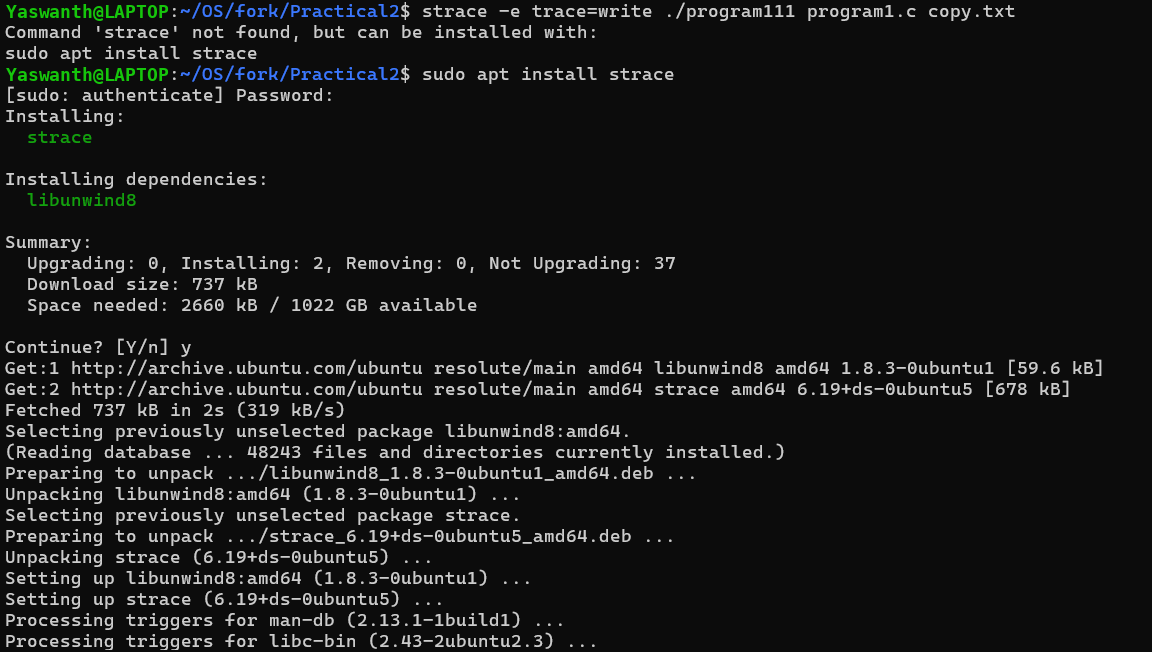 Yaswanth@LAPTOP:~/OS/fork/Practical2$ strace -e trace=write ./program111 program1.c copy.txt
Command 'strace' not found, but can be installed with:
sudo apt install strace
Yaswanth@LAPTOP:~/OS/fork/Practical2$ sudo apt install strace
[sudo: authenticate] Password:
Installing:
  strace

Installing dependencies:
  libunwind8

Summary:
  Upgrading: 0, Installing: 2, Removing: 0, Not Upgrading: 37
  Download size: 737 kB
  Space needed: 2660 kB / 1022 GB available

Continue? [Y/n] y
Get:1 http://archive.ubuntu.com/ubuntu resolute/main amd64 libunwind8 amd64 1.8.3-0ubuntu1 [59.6 kB]
Get:2 http://archive.ubuntu.com/ubuntu resolute/main amd64 strace amd64 6.19+ds-0ubuntu5 [678 kB]
Fetched 737 kB in 2s (319 kB/s)
Selecting previously unselected package libunwind8:amd64.
(Reading database ... 48243 files and directories currently installed.)
Preparing to unpack .../libunwind8_1.8.3-0ubuntu1_amd64.deb ...
Unpacking libunwind8:amd64 (1.8.3-0ubuntu1) ...
Selecting previously unselected package strace.
Preparing to unpack .../strace_6.19+ds-0ubuntu5_amd64.deb ...
Unpacking strace (6.19+ds-0ubuntu5) ...
Setting up libunwind8:amd64 (1.8.3-0ubuntu1) ...
Setting up strace (6.19+ds-0ubuntu5) ...
Processing triggers for man-db (2.13.1-1build1) ...
Processing triggers for libc-bin (2.43-2ubuntu2.3) ...